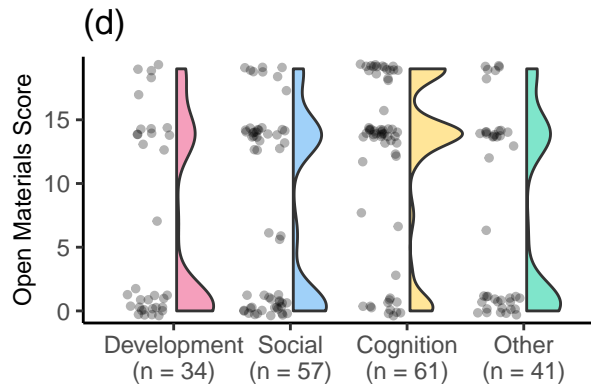 (d)
Open Materials Score
15
10
5
0
Development Social Cognition Other
(n = 34) (n = 57) (n = 61) (n = 41)